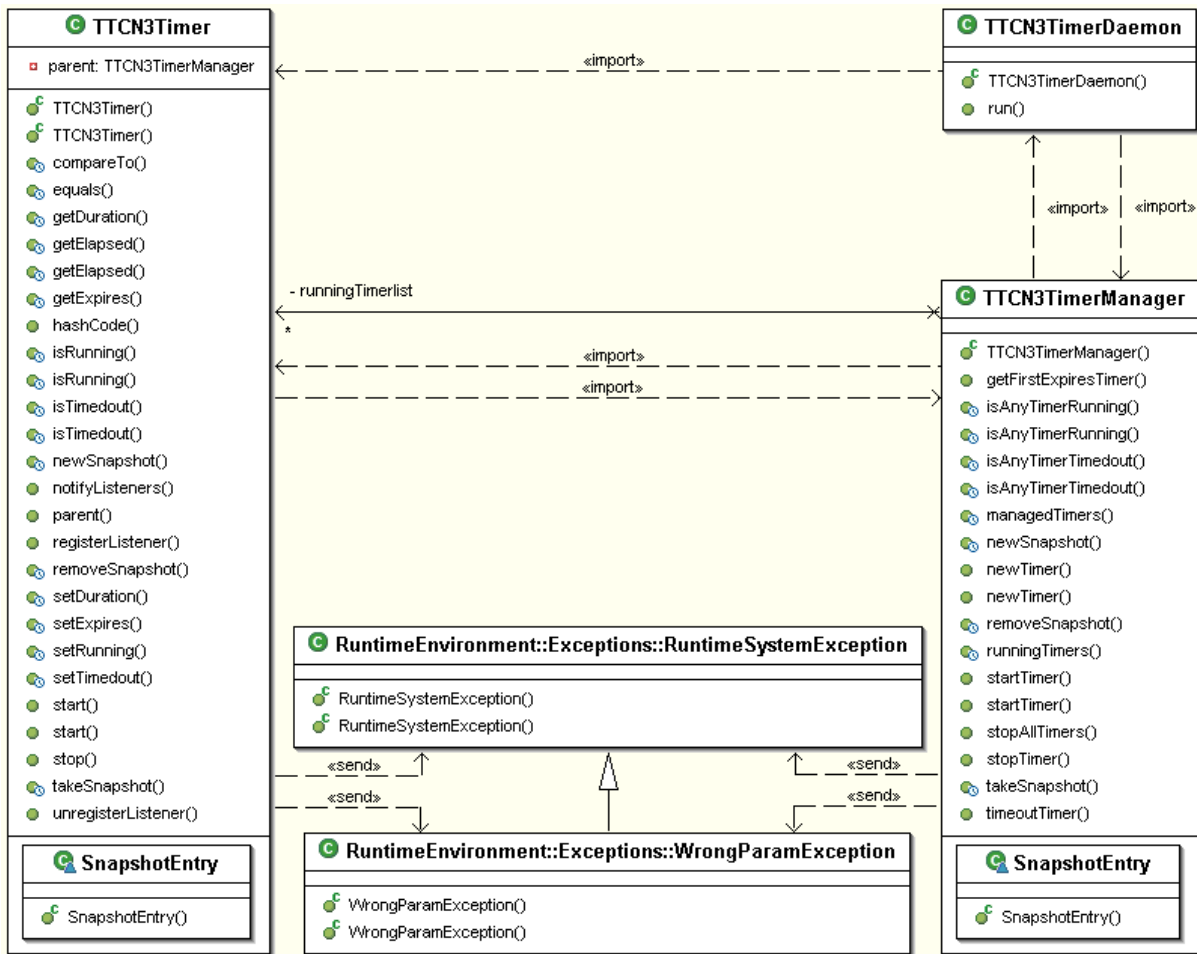 TTCN3Timer
parent: TTCN3TimerManager
TTCN3Timer()
TTCN3Timer()
compareTo()
equals()
getDuration()
getElapsed()
getElapsed()
getExpires()
hashCode()
isRunning()
isRunning()
isTimedout()
isTimedout()
newSnapshot()
notifyListeners()
parent()
registerListener()
removeSnapshot()
setDuration()
setExpires()
setRunning()
setTimedout()
start()
start()
stop()
takeSnapshot()
unregisterListener()
SnapshotEntry
SnapshotEntry()
«import»
TTCN3TimerDaemon
TTCN3TimerDaemon()
run()
«import»
«import»
- runningTimerlist
*
«import»
«import»
TTCN3TimerManager
TTCN3TimerManager()
getFirstExpiresTimer()
isAnyTimerRunning()
isAnyTimerRunning()
isAnyTimerTimedout()
isAnyTimerTimedout()
managedTimers()
newSnapshot()
newTimer()
newTimer()
removeSnapshot()
runningTimers()
startTimer()
startTimer()
stopAllTimers()
stopTimer()
takeSnapshot()
timeoutTimer()
SnapshotEntry
SnapshotEntry()
RuntimeEnvironment::Exceptions::RuntimeSystemException
RuntimeSystemException()
RuntimeSystemException()
«send»
«send»
«send»
«send»
RuntimeEnvironment::Exceptions::WrongParamException
WrongParamException()
WrongParamException()